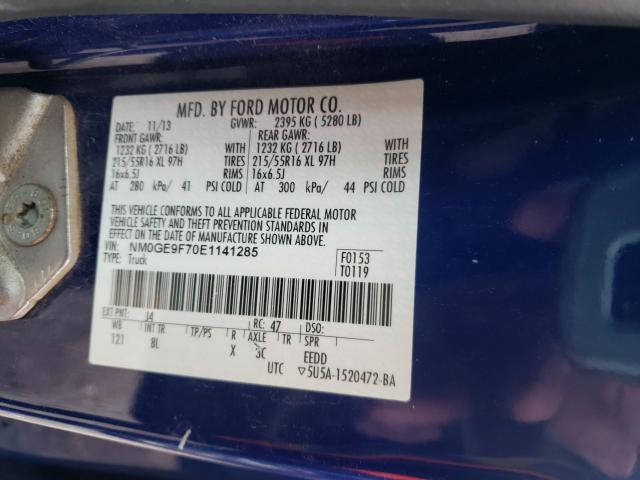 MFD. BY FORD MOTOR CO.
DATE: 11/13 GVWR: 2395 KG ( 5280 LB)
FRONT GAWR: REAR GAWR:
1232 KG ( 2716 LB) WITH 1232 KG ( 2716 LB) WITH
215/55R16 XL 97H TIRES 215/55R16 XL 97H TIRES
16x6.5J RIMS 16x6.5J RIMS
AT 280 kPa/ 41 PSI COLD AT 300 kPa/ 44 PSI COLD
THIS VEHICLE CONFORMS TO ALL APPLICABLE FEDERAL MOTOR
VEHICLE SAFETY AND THEFT PREVENTION STANDARDS IN
EFFECT ON THE DATE OF MANUFACTURE SHOWN ABOVE.
VIN: NM0GE9F70E1141285 F0153
TYPE: Truck T0119
EXT PNT: J4 RC: 47 DSO:
WB INT TR TP/PS R AXLE TR SPR
121 BL X 3C EEDD
UTC ▽5U5A-1520472-BA